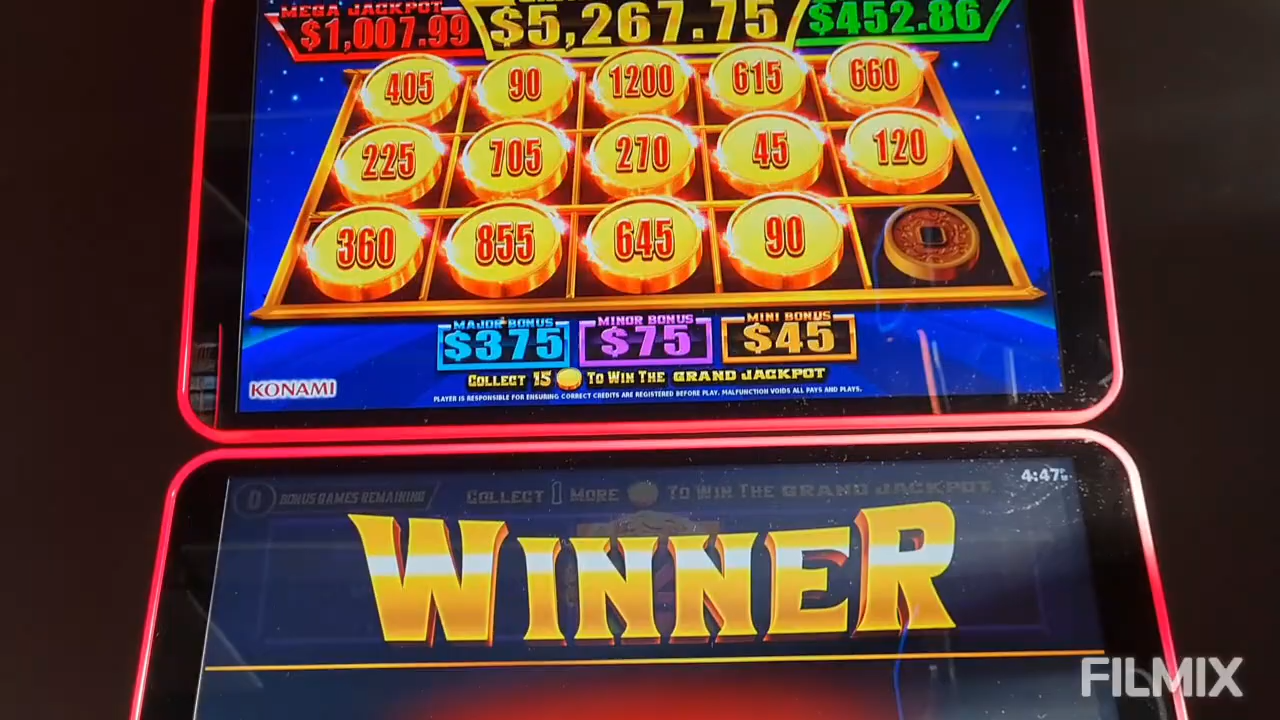 MEGA JACKPOT
$1,007.99
$5,267.75
$452.86
405 90 1200 615 660
225 705 270 45 120
360 855 645 90
MAJOR BONUS
$375
MINOR BONUS
$75
MINI BONUS
$45
COLLECT 15 TO WIN THE GRAND JACKPOT
KONAMI
PLAYER IS RESPONSIBLE FOR ENSURING CORRECT CREDITS ARE REGISTERED BEFORE PLAY. MALFUNCTION VOIDS ALL PAYS AND PLAYS.
4:47
0 BONUS GAMES REMAINING
COLLECT 1 MORE TO WIN THE GRAND JACKPOT
WINNER
FILMIX